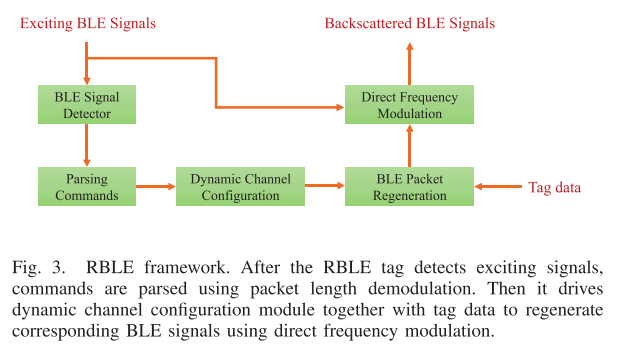 Exciting BLE Signals
Backscattered BLE Signals
BLE Signal
Detector
Direct Frequency
Modulation
Parsing
Commands
Dynamic Channel
Configuration
BLE Packet
Regeneration
Tag data
Fig. 3. RBLE framework. After the RBLE tag detects exciting signals,
commands are parsed using packet length demodulation. Then it drives
dynamic channel configuration module together with tag data to regenerate
corresponding BLE signals using direct frequency modulation.